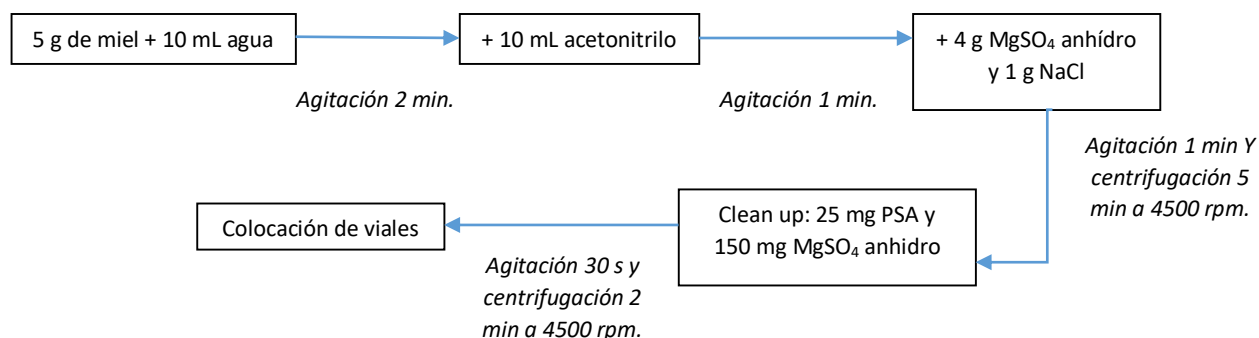 5 g de miel + 10 mL agua
Agitación 2 min.
+ 10 mL acetonitrilo
Agitación 1 min.
+ 4 g MgSO₄ anhídro
y 1 g NaCl
Agitación 1 min Y
centrifugación 5
min a 4500 rpm.
Clean up: 25 mg PSA y
150 mg MgSO₄ anhidro
Agitación 30 s y
centrifugación 2
min a 4500 rpm.
Colocación de viales